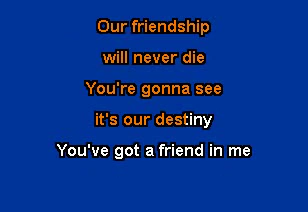 Our friendship
will never die
You're gonna see
it's our destiny
You've got a friend in me